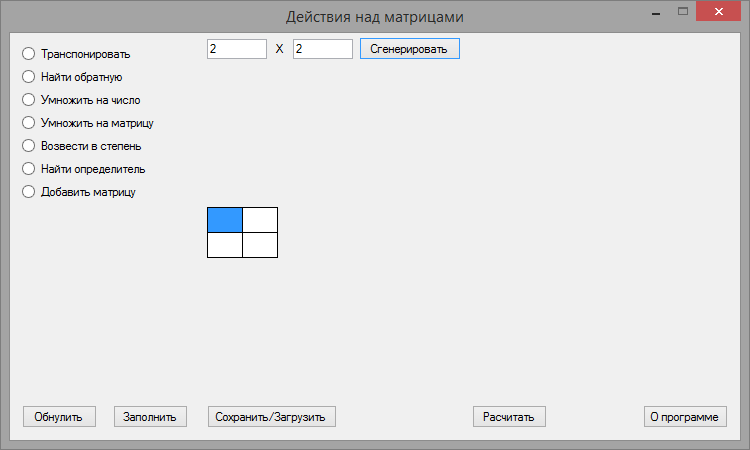 Действия над матрицами
Транспонировать
2 X 2 Сгенерировать
Найти обратную
Умножить на число
Умножить на матрицу
Возвести в степень
Найти определитель
Добавить матрицу
Обнулить Заполнить Сохранить/Загрузить Расчитать О программе